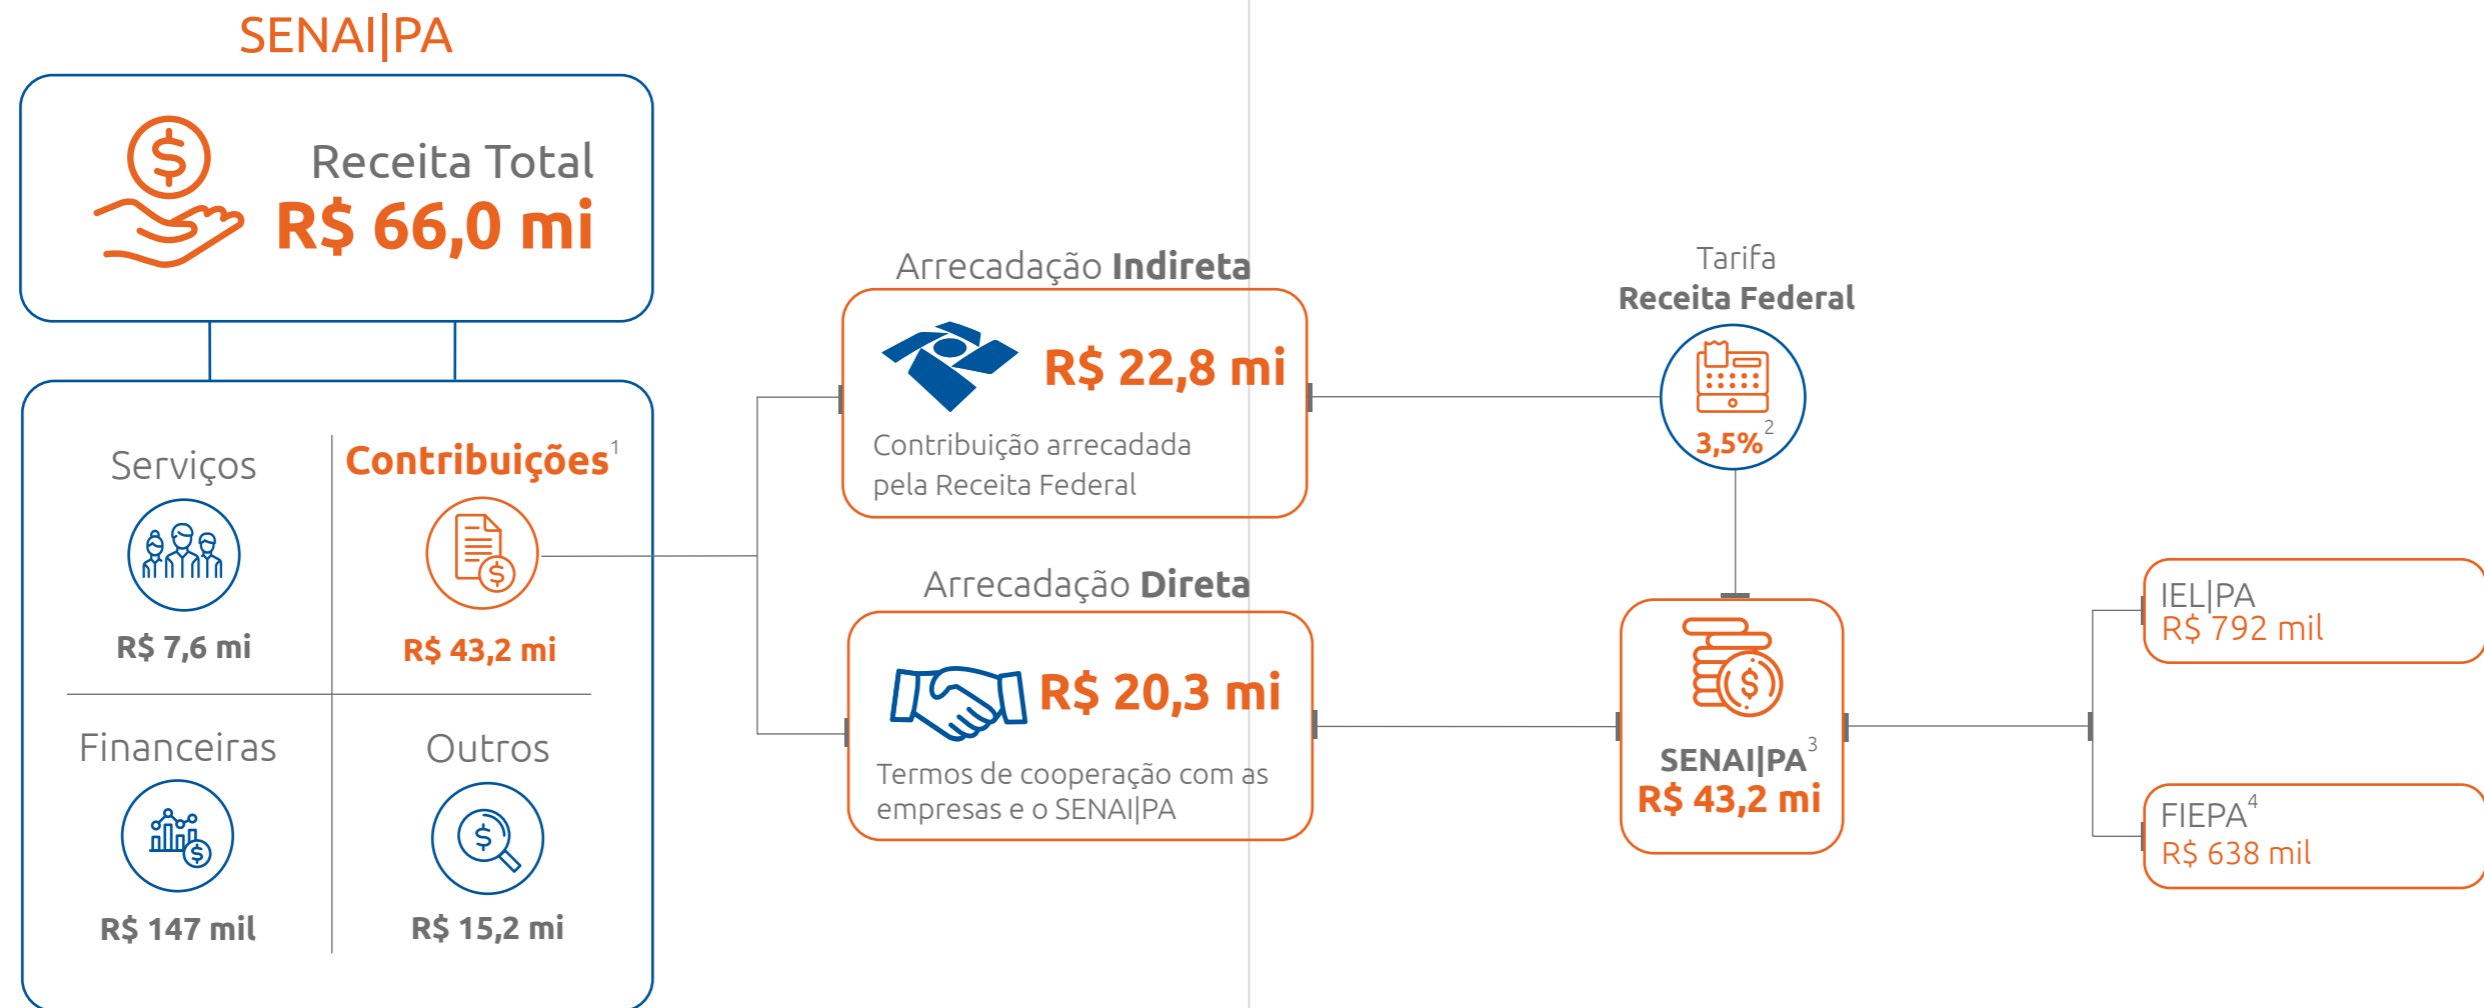 SENAI|PA
Receita Total
R$ 66,0 mi
Serviços
R$ 7,6 mi
Contribuições¹
R$ 43,2 mi
Financeiras
R$ 147 mil
Outros
R$ 15,2 mi
Arrecadação Indireta
R$ 22,8 mi
Contribuição arrecadada
pela Receita Federal
Arrecadação Direta
R$ 20,3 mi
Termos de cooperação com as
empresas e o SENAI|PA
Tarifa
Receita Federal
3,5%²
SENAI|PA³
R$ 43,2 mi
IEL|PA
R$ 792 mil
FIEPA⁴
R$ 638 mil